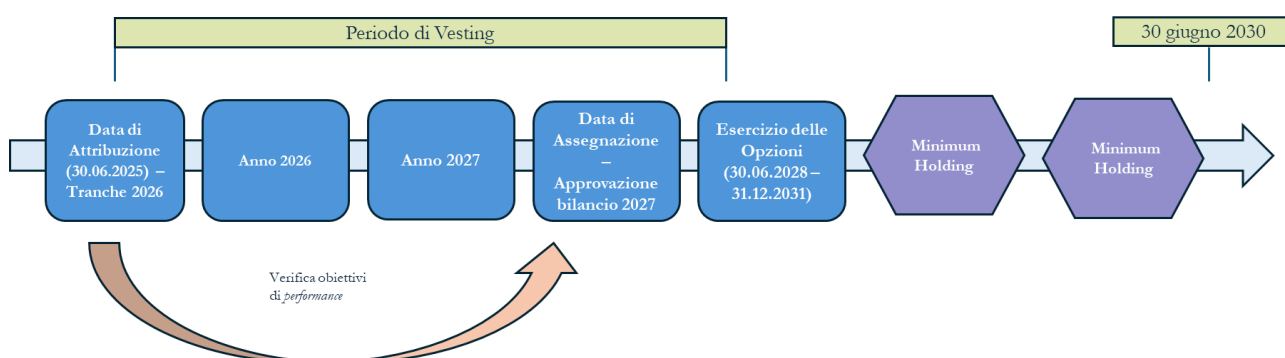 Periodo di Vesting
30 giugno 2030
Data di
Attribuzione
(30.06.2025) –
Tranche 2026
Anno 2026
Anno 2027
Data di
Assegnazione
–
Approvazione
bilancio 2027
Esercizio delle
Opzioni
(30.06.2028 –
31.12.2031)
Minimum
Holding
Minimum
Holding
Verifica obiettivi
di performance